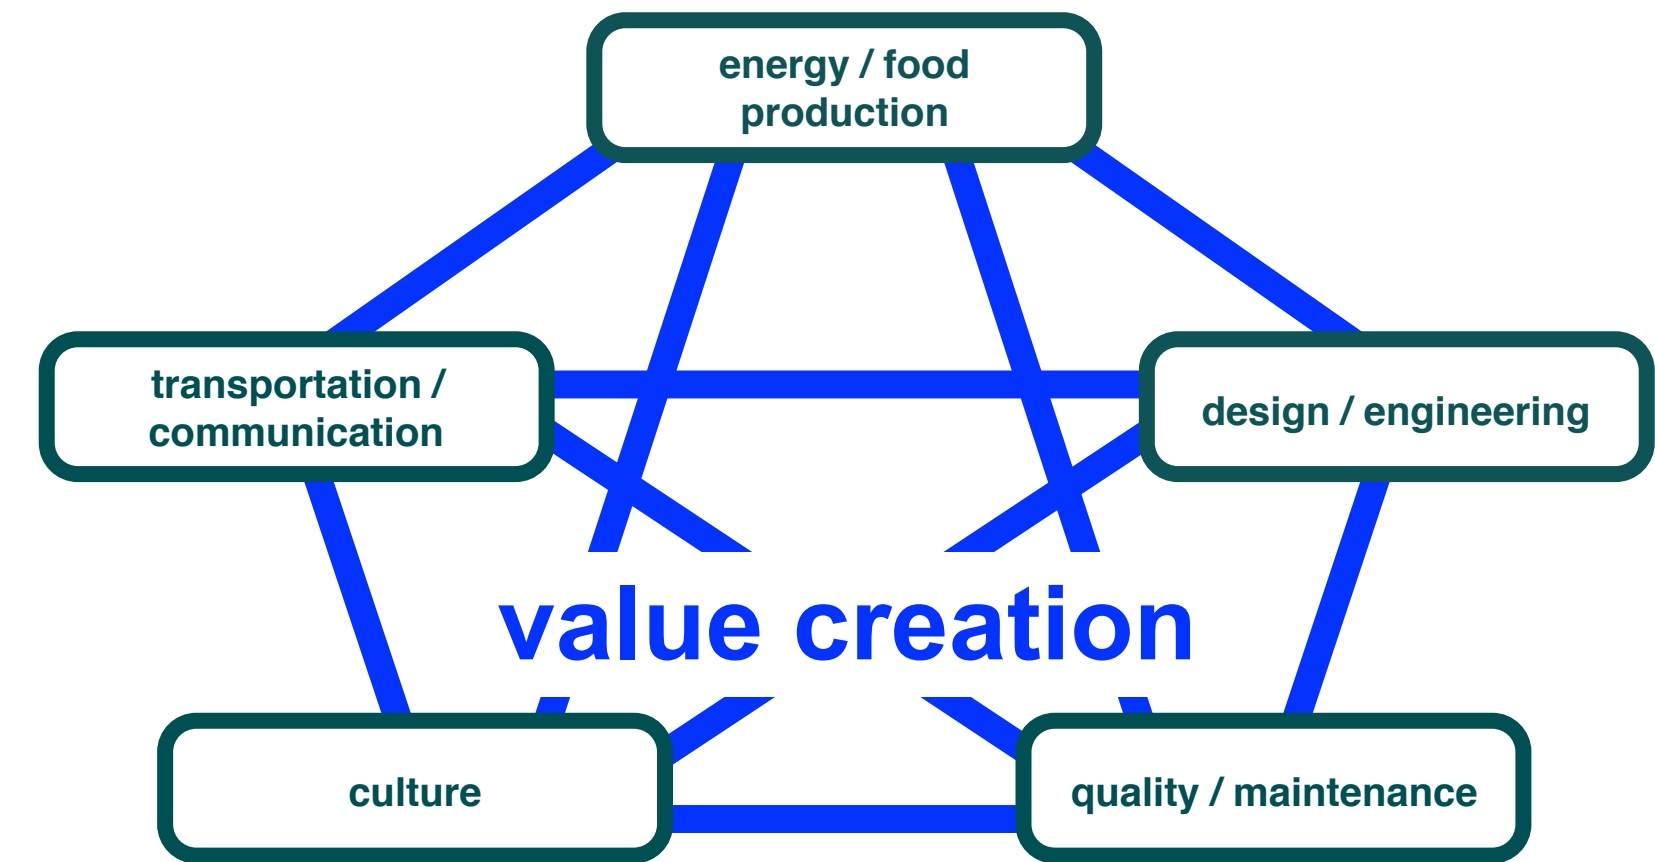 energy / food
production
transportation /
communication
design / engineering
value creation
culture
quality / maintenance